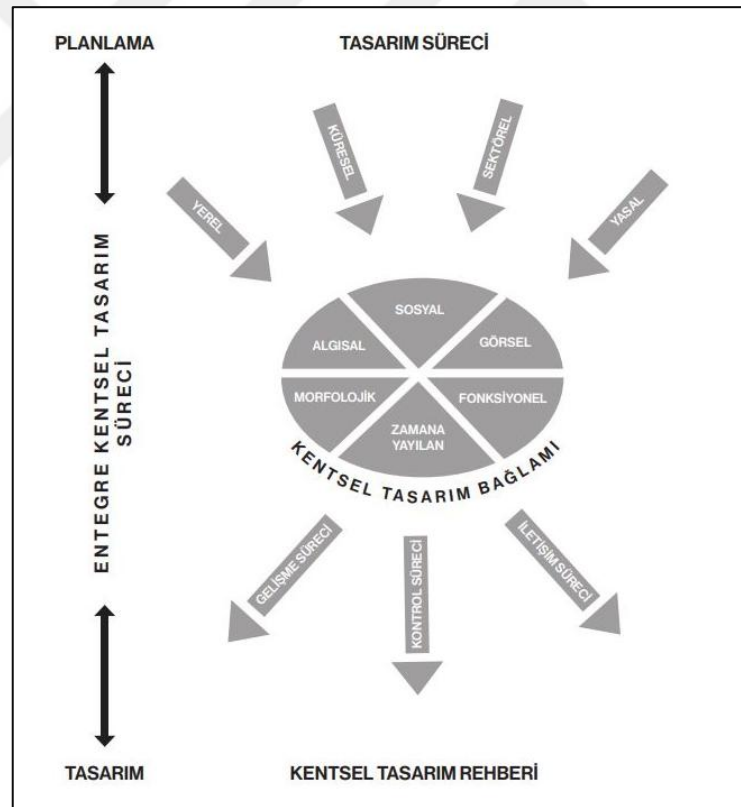 PLANLAMA
TASARIM SÜRECİ
YEREL
KÜRESEL
SEKTÖREL
YASAL
ENTEGRE KENTSEL TASARIM
SÜRECİ
SOSYAL
ALGISAL
GÖRSEL
MORFOLOJİK
FONKSİYONEL
ZAMANA
YAYILAN
KENTSEL TASARIM BAĞLAMI
GELİŞME SÜRECİ
KONTROL SÜRECİ
İLETİŞİM SÜRECİ
TASARIM
KENTSEL TASARIM REHBERİ